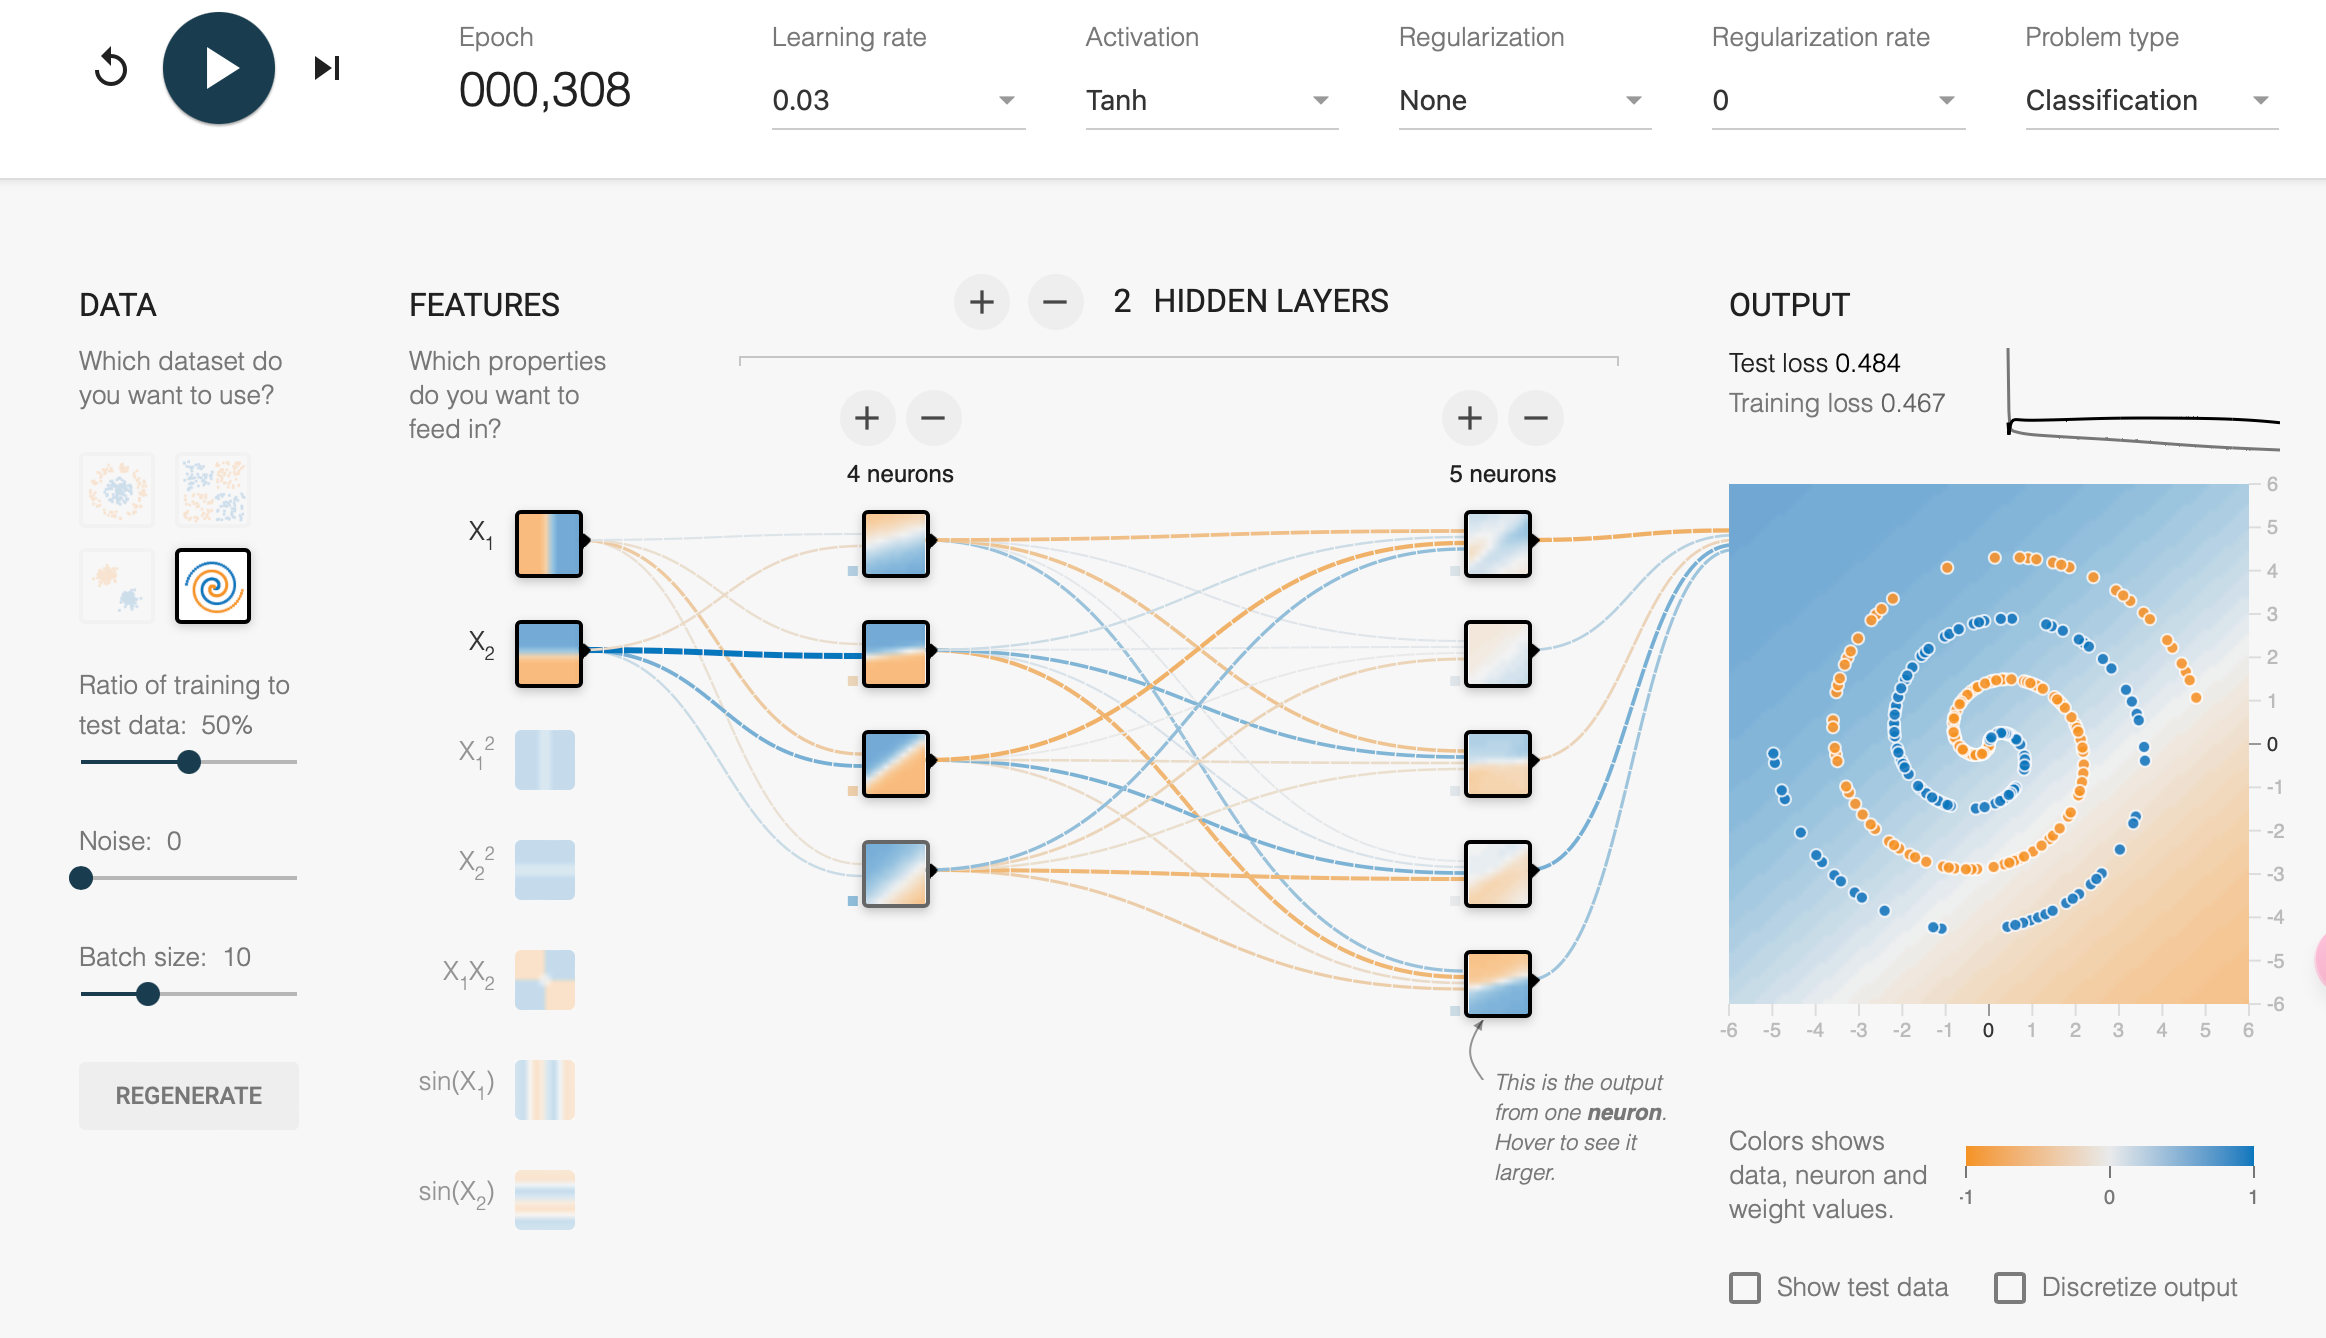 Epoch
000,308
Learning rate
0.03
Activation
Tanh
Regularization
None
Regularization rate
0
Problem type
Classification
DATA
Which dataset do
you want to use?
Ratio of training to
test data: 50%
Noise: 0
Batch size: 10
REGENERATE
FEATURES
Which properties
do you want to
feed in?
X1
X2
X1²
X2²
X1X2
sin(X1)
sin(X2)
+ − 2 HIDDEN LAYERS
+ −
4 neurons
+ −
5 neurons
This is the output
from one neuron.
Hover to see it
larger.
OUTPUT
Test loss 0.484
Training loss 0.467
6
5
4
3
2
1
0
-1
-2
-3
-4
-5
-6
-6 -5 -4 -3 -2 -1 0 1 2 3 4 5 6
Colors shows
data, neuron and
weight values.
-1 0 1
Show test data
Discretize output